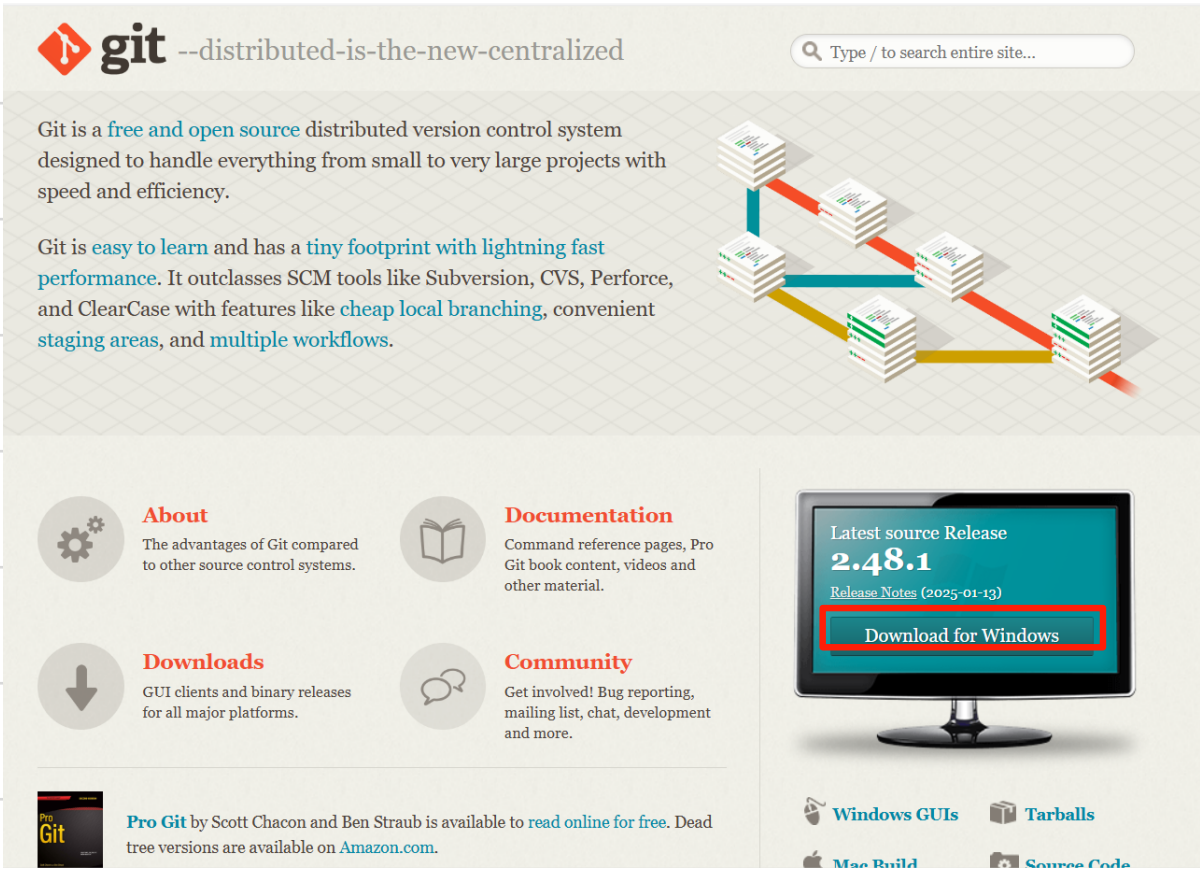 git --distributed-is-the-new-centralized
Type / to search entire site...
Git is a free and open source distributed version control system
designed to handle everything from small to very large projects with
speed and efficiency.
Git is easy to learn and has a tiny footprint with lightning fast
performance. It outclasses SCM tools like Subversion, CVS, Perforce,
and ClearCase with features like cheap local branching, convenient
staging areas, and multiple workflows.
About
The advantages of Git compared
to other source control systems.
Documentation
Command reference pages, Pro
Git book content, videos and
other material.
Downloads
GUI clients and binary releases
for all major platforms.
Community
Get involved! Bug reporting,
mailing list, chat, development
and more.
Latest source Release
2.48.1
Release Notes (2025-01-13)
Download for Windows
Windows GUIs
Tarballs
Mac Build
Source Code
Pro
Git
Pro Git by Scott Chacon and Ben Straub is available to read online for free. Dead
tree versions are available on Amazon.com.